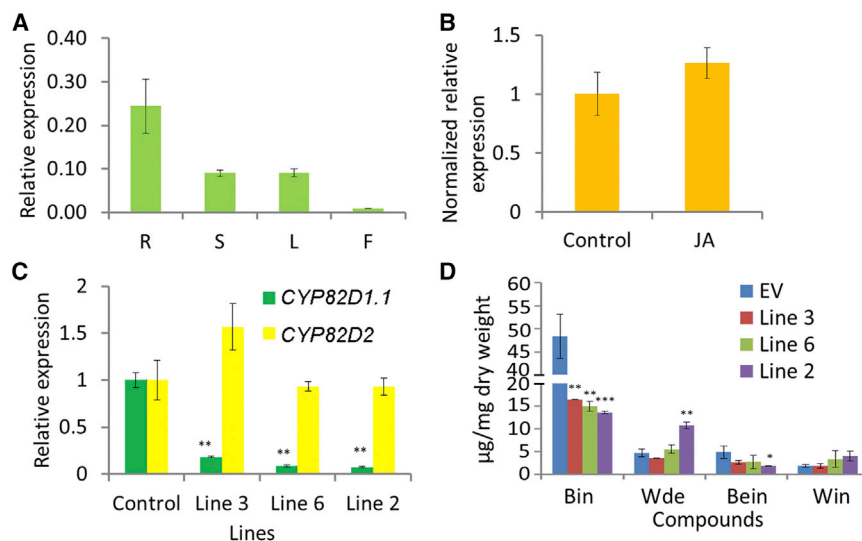 A
Relative expression
0.40
0.30
0.20
0.10
0.00
R S L F
B
Normalized relative
expression
1.5
1
0.5
0
Control JA
C
Relative expression
2
1.5
1
0.5
0
CYP82D1.1
CYP82D2
** ** **
Control Line 3 Line 6 Line 2
Lines
D
µg/mg dry weight
60
55
50
45
40
20
15
10
5
0
EV
Line 3
Line 6
Line 2
** ** *** ** *
Bin Wde Bein Win
Compounds